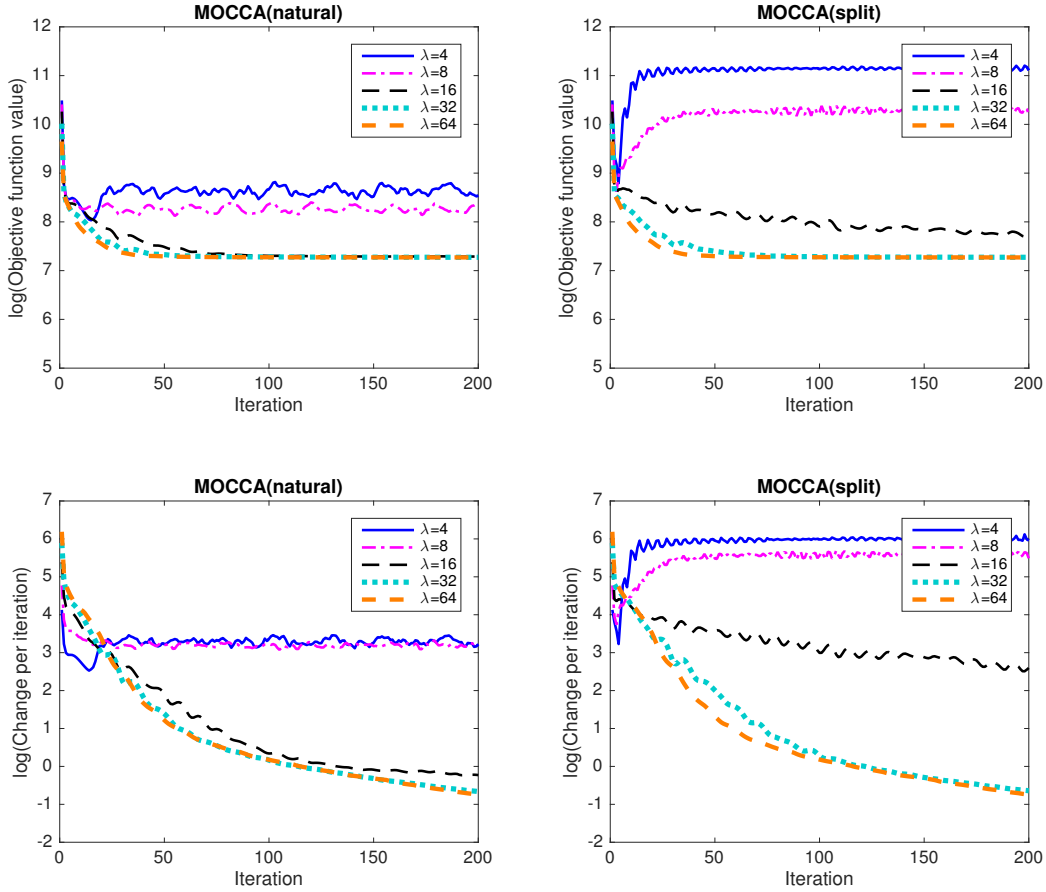 MOCCA(natural)
12
11
10
9
8
7
6
5
0
50
100
150
200
log(Objective function value)
Iteration
λ=4
λ=8
λ=16
λ=32
λ=64
MOCCA(split)
12
11
10
9
8
7
6
5
0
50
100
150
200
log(Objective function value)
Iteration
λ=4
λ=8
λ=16
λ=32
λ=64
MOCCA(natural)
7
6
5
4
3
2
1
0
-1
-2
0
50
100
150
200
log(Change per iteration)
Iteration
λ=4
λ=8
λ=16
λ=32
λ=64
MOCCA(split)
7
6
5
4
3
2
1
0
-1
-2
0
50
100
150
200
log(Change per iteration)
Iteration
λ=4
λ=8
λ=16
λ=32
λ=64